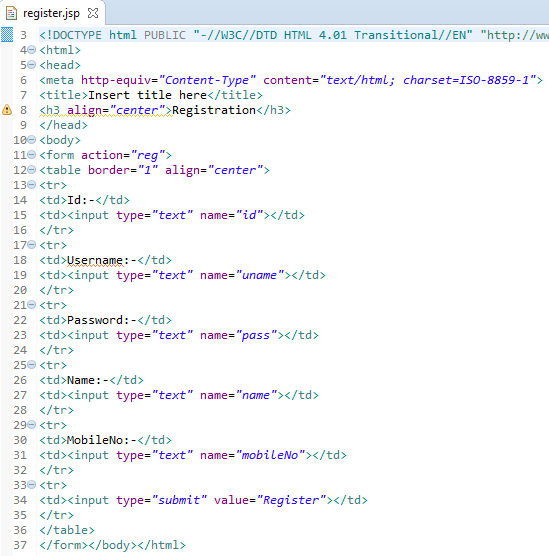 register.jsp
3 <!DOCTYPE html PUBLIC "-//W3C//DTD HTML 4.01 Transitional//EN" "http://ww
4 <html>
5 <head>
6 <meta http-equiv="Content-Type" content="text/html; charset=ISO-8859-1">
7 <title>Insert title here</title>
8 <h3 align="center">Registration</h3>
9 </head>
10 <body>
11 <form action="reg">
12 <table border="1" align="center">
13 <tr>
14 <td>Id:-</td>
15 <td><input type="text" name="id"></td>
16 </tr>
17 <tr>
18 <td>Username:-</td>
19 <td><input type="text" name="uname"></td>
20 </tr>
21 <tr>
22 <td>Password:-</td>
23 <td><input type="text" name="pass"></td>
24 </tr>
25 <tr>
26 <td>Name:-</td>
27 <td><input type="text" name="name"></td>
28 </tr>
29 <tr>
30 <td>MobileNo:-</td>
31 <td><input type="text" name="mobileNo"></td>
32 </tr>
33 <tr>
34 <td><input type="submit" value="Register"></td>
35 </tr>
36 </table>
37 </form></body></html>